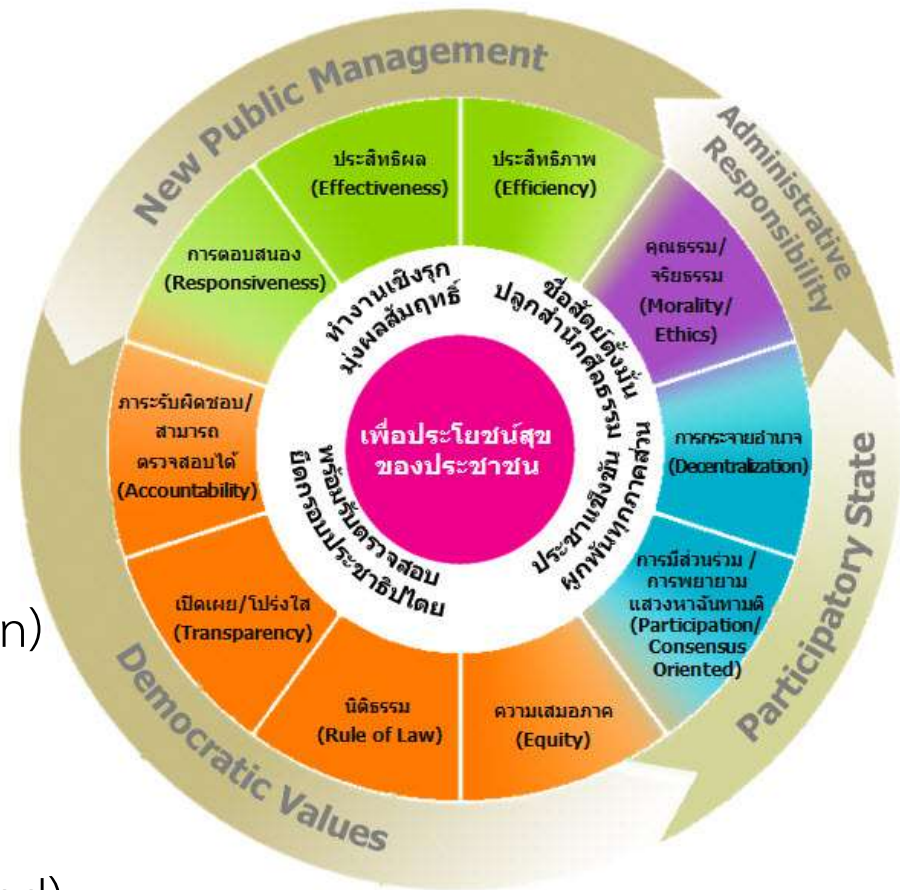 New Public Management
Administrative
Responsibility
Participatory State
Democratic Values
ประสิทธิผล
(Effectiveness)
ประสิทธิภาพ
(Efficiency)
คุณธรรม/
จริยธรรม
(Morality/
Ethics)
การกระจายอำนาจ
(Decentralization)
การมีส่วนร่วม /
การพยายาม
แสวงหาฉันทามติ
(Participation/
Consensus
Oriented)
ความเสมอภาค
(Equity)
นิติธรรม
(Rule of Law)
เปิดเผย/โปร่งใส
(Transparency)
ภาระรับผิดชอบ/
สามารถ
ตรวจสอบได้
(Accountability)
การตอบสนอง
(Responsiveness)
ทำงานเชิงรุก
มุ่งผลสัมฤทธิ์
ซื่อสัตย์ตั้งมั่น
ปลูกสำนึกศีลธรรม
ประชาแข็งขัน
ผูกพันทุกภาคส่วน
พร้อมรับตรวจสอบ
ยึดกรอบประชาธิปไตย
เพื่อประโยชน์สุข
ของประชาชน
n)